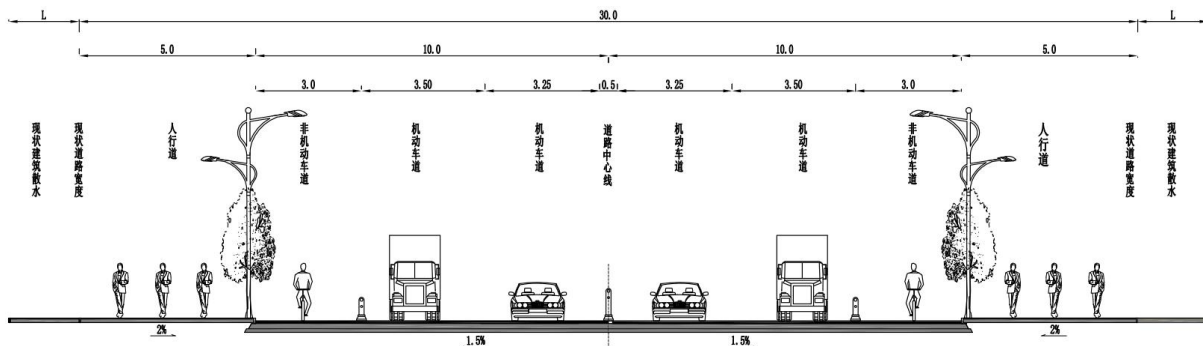 L
30.0
L
5.0
10.0
10.0
5.0
3.0
3.50
3.25
0.5
3.25
3.50
3.0
现状建筑散水
现状道路宽度
人行道
非机动车道
机动车道
机动车道
道路中心线
机动车道
机动车道
非机动车道
人行道
现状道路宽度
现状建筑散水
2%
1.5%
1.5%
2%